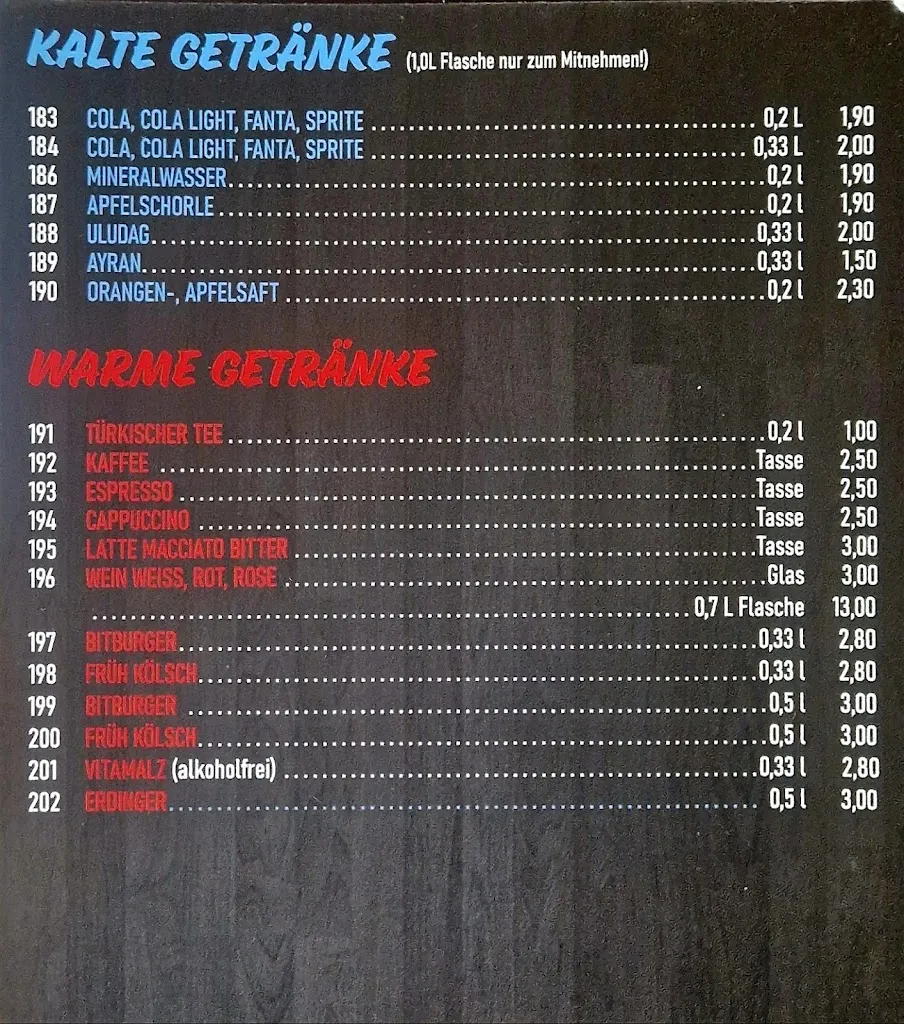 KALTE GETRÄNKE (1,0L Flasche nur zum Mitnehmen!)
183 COLA, COLA LIGHT, FANTA, SPRITE 0,2 L 1,90
184 COLA, COLA LIGHT, FANTA, SPRITE 0,33 L 2,00
186 MINERALWASSER 0,2 l 1,90
187 APFELSCHORLE 0,2 l 1,90
188 ULUDAG 0,33 l 2,00
189 AYRAN 0,33 l 1,50
190 ORANGEN-, APFELSAFT 0,2 l 2,30
WARME GETRÄNKE
191 TÜRKISCHER TEE 0,2 l 1,00
192 KAFFEE Tasse 2,50
193 ESPRESSO Tasse 2,50
194 CAPPUCCINO Tasse 2,50
195 LATTE MACCIATO BITTER Tasse 3,00
196 WEIN WEISS, ROT, ROSE Glas 3,00
0,7 L Flasche 13,00
197 BITBURGER 0,33 l 2,80
198 FRÜH KÖLSCH 0,33 l 2,80
199 BITBURGER 0,5 l 3,00
200 FRÜH KÖLSCH 0,5 l 3,00
201 VITAMALZ (alkoholfrei) 0,33 l 2,80
202 ERDINGER 0,5 l 3,00